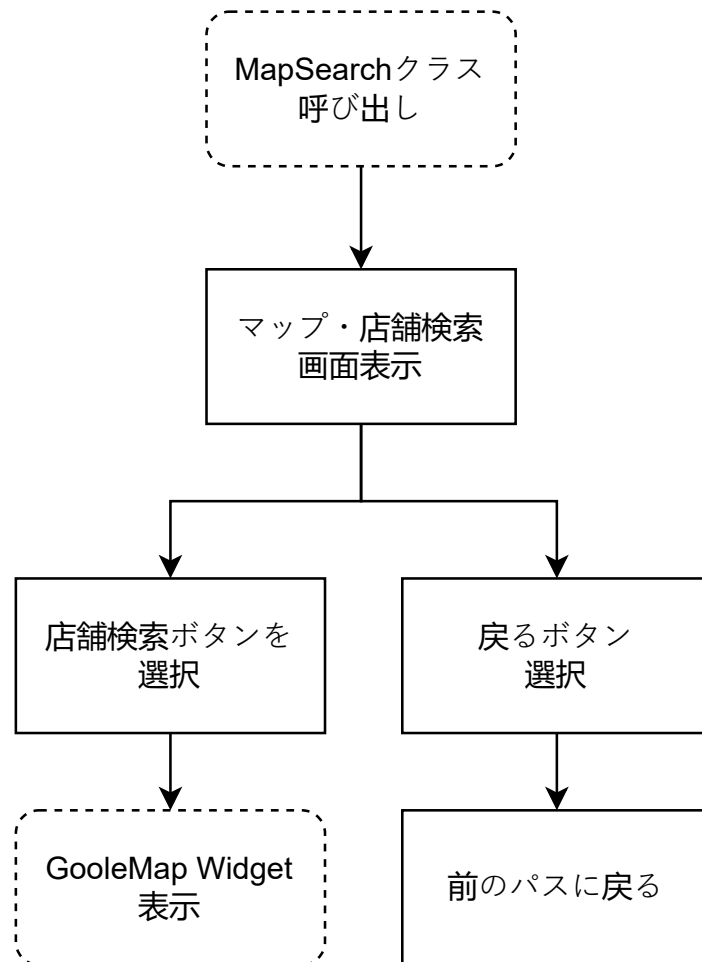 MapSearchクラス
呼び出し
マップ・店舗検索
画面表示
店舗検索ボタンを
選択
戻るボタン
選択
GooleMap Widget
表示
前のパスに戻る